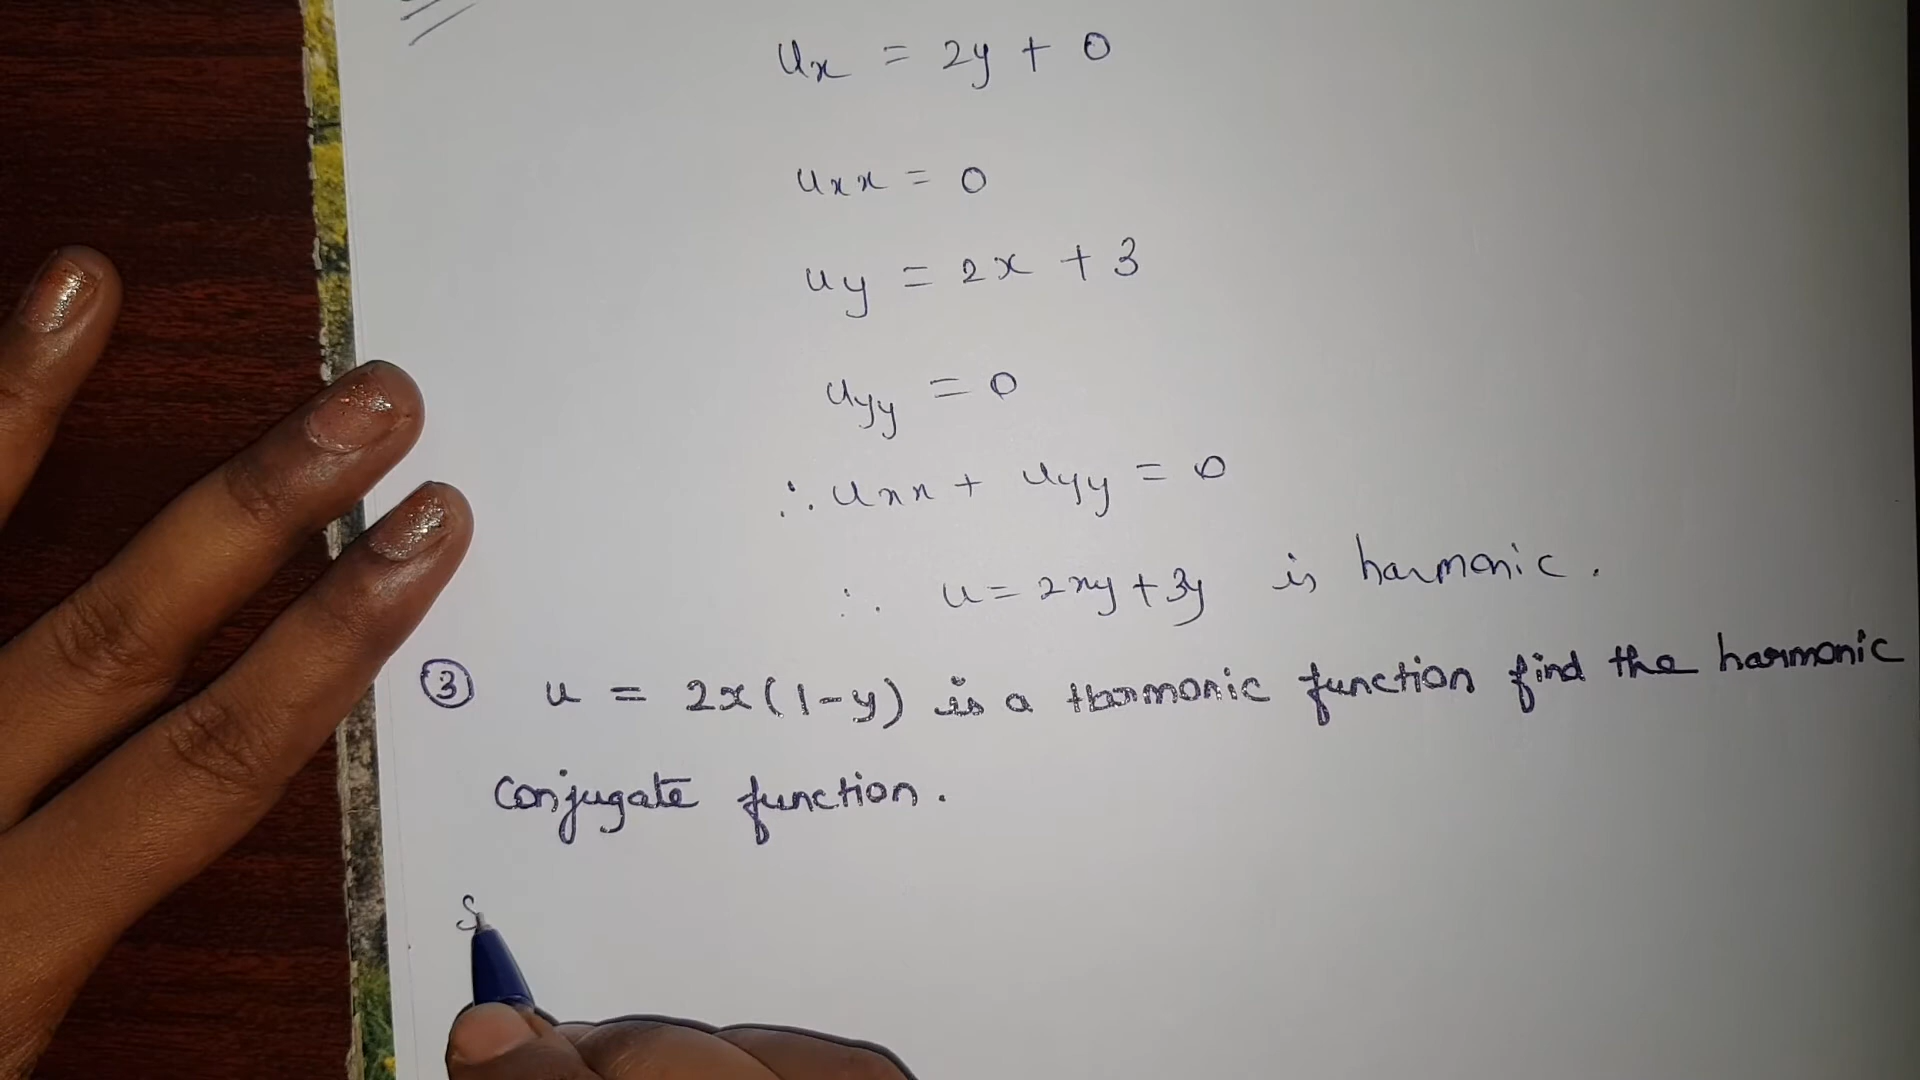 ux = 2y + 0
uxx = 0
uy = 2x + 3
uyy = 0
∴ uxx + uyy = 0
∴ u = 2xy + 3y is harmonic.
③ u = 2x(1-y) is a Harmonic function find the harmonic
conjugate function.
S